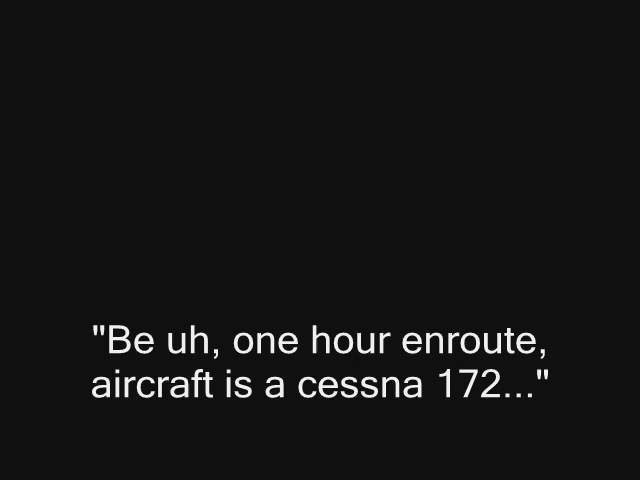 "Be uh, one hour enroute,
aircraft is a cessna 172..."